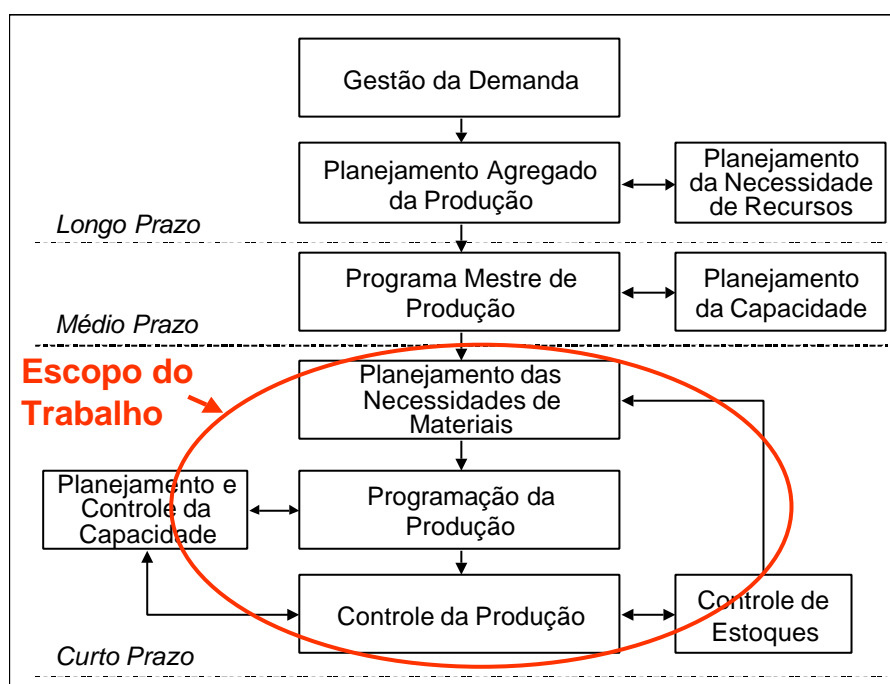 Gestão da Demanda
Planejamento Agregado
da Produção
Planejamento
da Necessidade
de Recursos
Longo Prazo
Programa Mestre de
Produção
Planejamento
da Capacidade
Médio Prazo
Escopo do
Trabalho
Planejamento das
Necessidades de
Materiais
Planejamento e
Controle da
Capacidade
Programação da
Produção
Controle da Produção
Controle de
Estoques
Curto Prazo